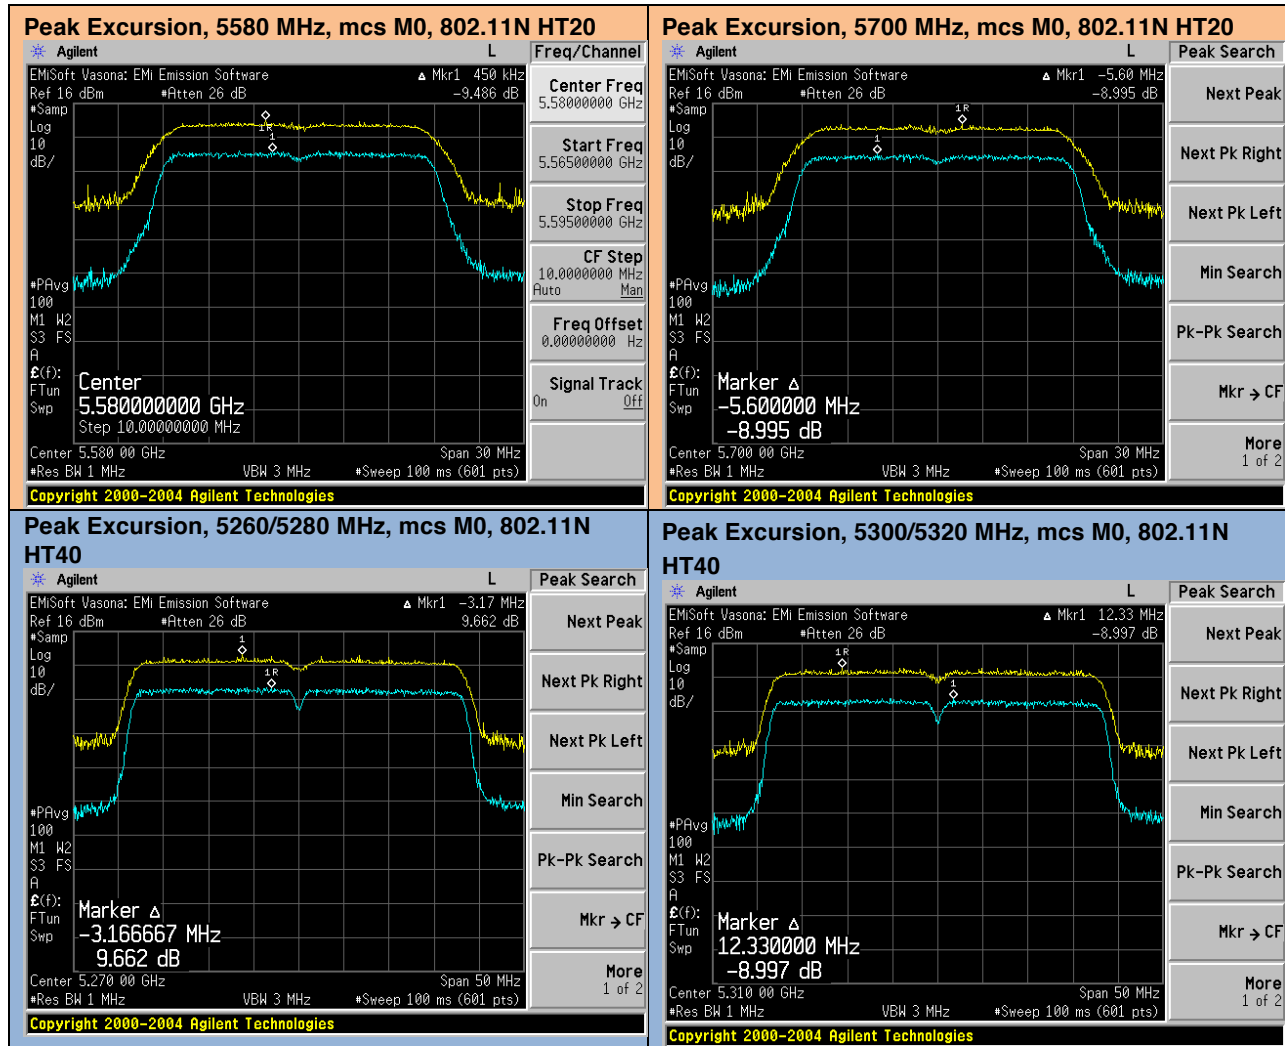 Peak Excursion, 5580 MHz, mcs M0, 802.11N HT20
Agilent L Freq/Channel
EMiSoft Vasona: EMi Emission Software Δ Mkr1 450 kHz
Ref 16 dBm #Atten 26 dB -9.486 dB
#Samp
Log
10
dB/
1R
1
#PAvg
100
M1 W2
S3 FS
A
£(f):
FTun
Swp
Center
5.580000000 GHz
Step 10.00000000 MHz
Center 5.580 00 GHz Span 30 MHz
#Res BW 1 MHz VBW 3 MHz #Sweep 100 ms (601 pts)
Center Freq
5.58000000 GHz
Start Freq
5.56500000 GHz
Stop Freq
5.59500000 GHz
CF Step
10.0000000 MHz
Auto Man
Freq Offset
0.00000000 Hz
Signal Track
On Off
Copyright 2000-2004 Agilent Technologies
Peak Excursion, 5700 MHz, mcs M0, 802.11N HT20
Agilent L Peak Search
EMiSoft Vasona: EMi Emission Software Δ Mkr1 -5.60 MHz
Ref 16 dBm #Atten 26 dB -8.995 dB
#Samp
Log
10
dB/
1R
1
#PAvg
100
M1 W2
S3 FS
A
£(f):
FTun
Swp
Marker Δ
-5.600000 MHz
-8.995 dB
Center 5.700 00 GHz Span 30 MHz
#Res BW 1 MHz VBW 3 MHz #Sweep 100 ms (601 pts)
Next Peak
Next Pk Right
Next Pk Left
Min Search
Pk-Pk Search
Mkr → CF
More
1 of 2
Copyright 2000-2004 Agilent Technologies
Peak Excursion, 5260/5280 MHz, mcs M0, 802.11N
HT40
Agilent L Peak Search
EMiSoft Vasona: EMi Emission Software Δ Mkr1 -3.17 MHz
Ref 16 dBm #Atten 26 dB 9.662 dB
#Samp
Log
10
dB/
1
1R
#PAvg
100
M1 W2
S3 FS
A
£(f):
FTun
Swp
Marker Δ
-3.166667 MHz
9.662 dB
Center 5.270 00 GHz Span 50 MHz
#Res BW 1 MHz VBW 3 MHz #Sweep 100 ms (601 pts)
Next Peak
Next Pk Right
Next Pk Left
Min Search
Pk-Pk Search
Mkr → CF
More
1 of 2
Copyright 2000-2004 Agilent Technologies
Peak Excursion, 5300/5320 MHz, mcs M0, 802.11N
HT40
Agilent L Peak Search
EMiSoft Vasona: EMi Emission Software Δ Mkr1 12.33 MHz
Ref 16 dBm #Atten 26 dB -8.997 dB
#Samp
Log
10
dB/
1R
1
#PAvg
100
M1 W2
S3 FS
A
£(f):
FTun
Swp
Marker Δ
12.330000 MHz
-8.997 dB
Center 5.310 00 GHz Span 50 MHz
#Res BW 1 MHz VBW 3 MHz #Sweep 100 ms (601 pts)
Next Peak
Next Pk Right
Next Pk Left
Min Search
Pk-Pk Search
Mkr → CF
More
1 of 2
Copyright 2000-2004 Agilent Technologies